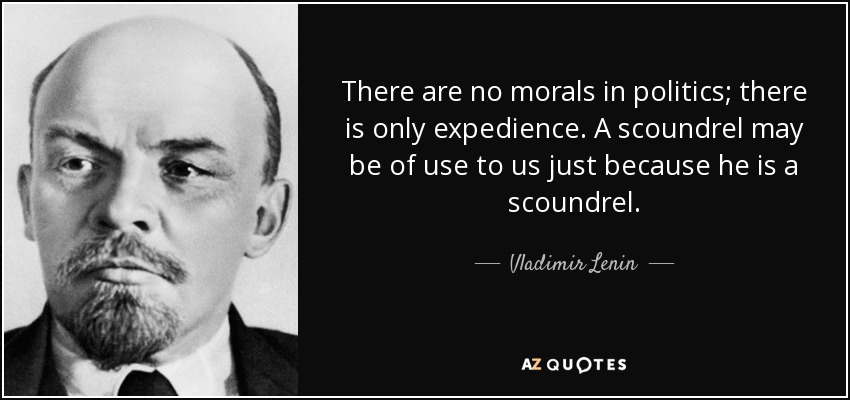 There are no morals in politics; there
is only expedience. A scoundrel may
be of use to us just because he is a
scoundrel.
Vladimir Lenin
AZ QUOTES